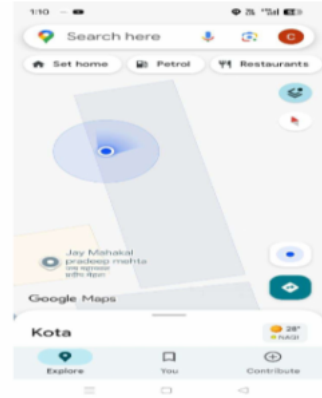 1:10
Search here
C
Set home
Petrol
Restaurants
Jay Mahakal
pradeep mehta
Google Maps
Kota
28°
Explore
You
Contribute